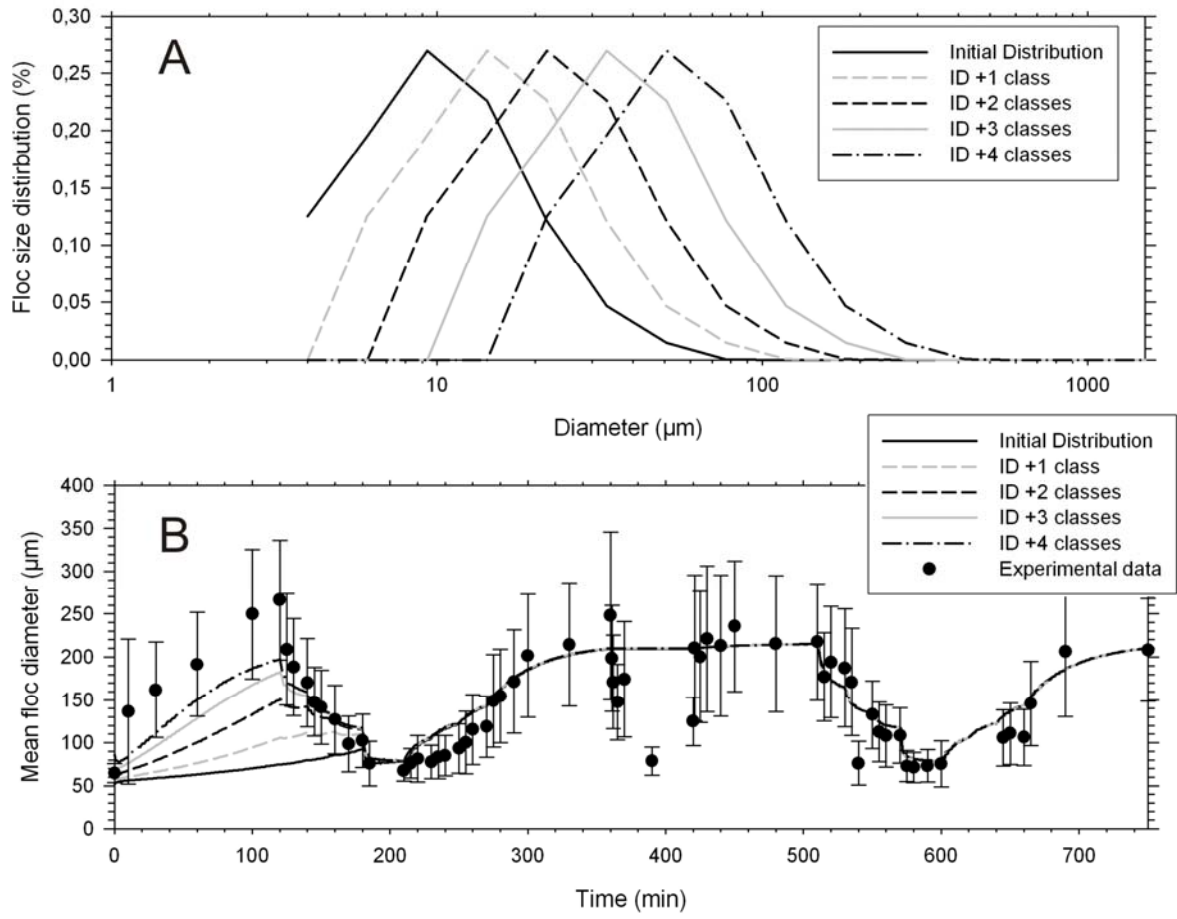 A
0,30
0,25
0,20
0,15
0,10
0,05
0,00
Floc size distirbution (%)
1
10
100
1000
Diameter (µm)
Initial Distribution
ID +1 class
ID +2 classes
ID +3 classes
ID +4 classes
B
400
350
300
250
200
150
100
50
0
Mean floc diameter (µm)
0
100
200
300
400
500
600
700
Time (min)
Initial Distribution
ID +1 class
ID +2 classes
ID +3 classes
ID +4 classes
Experimental data